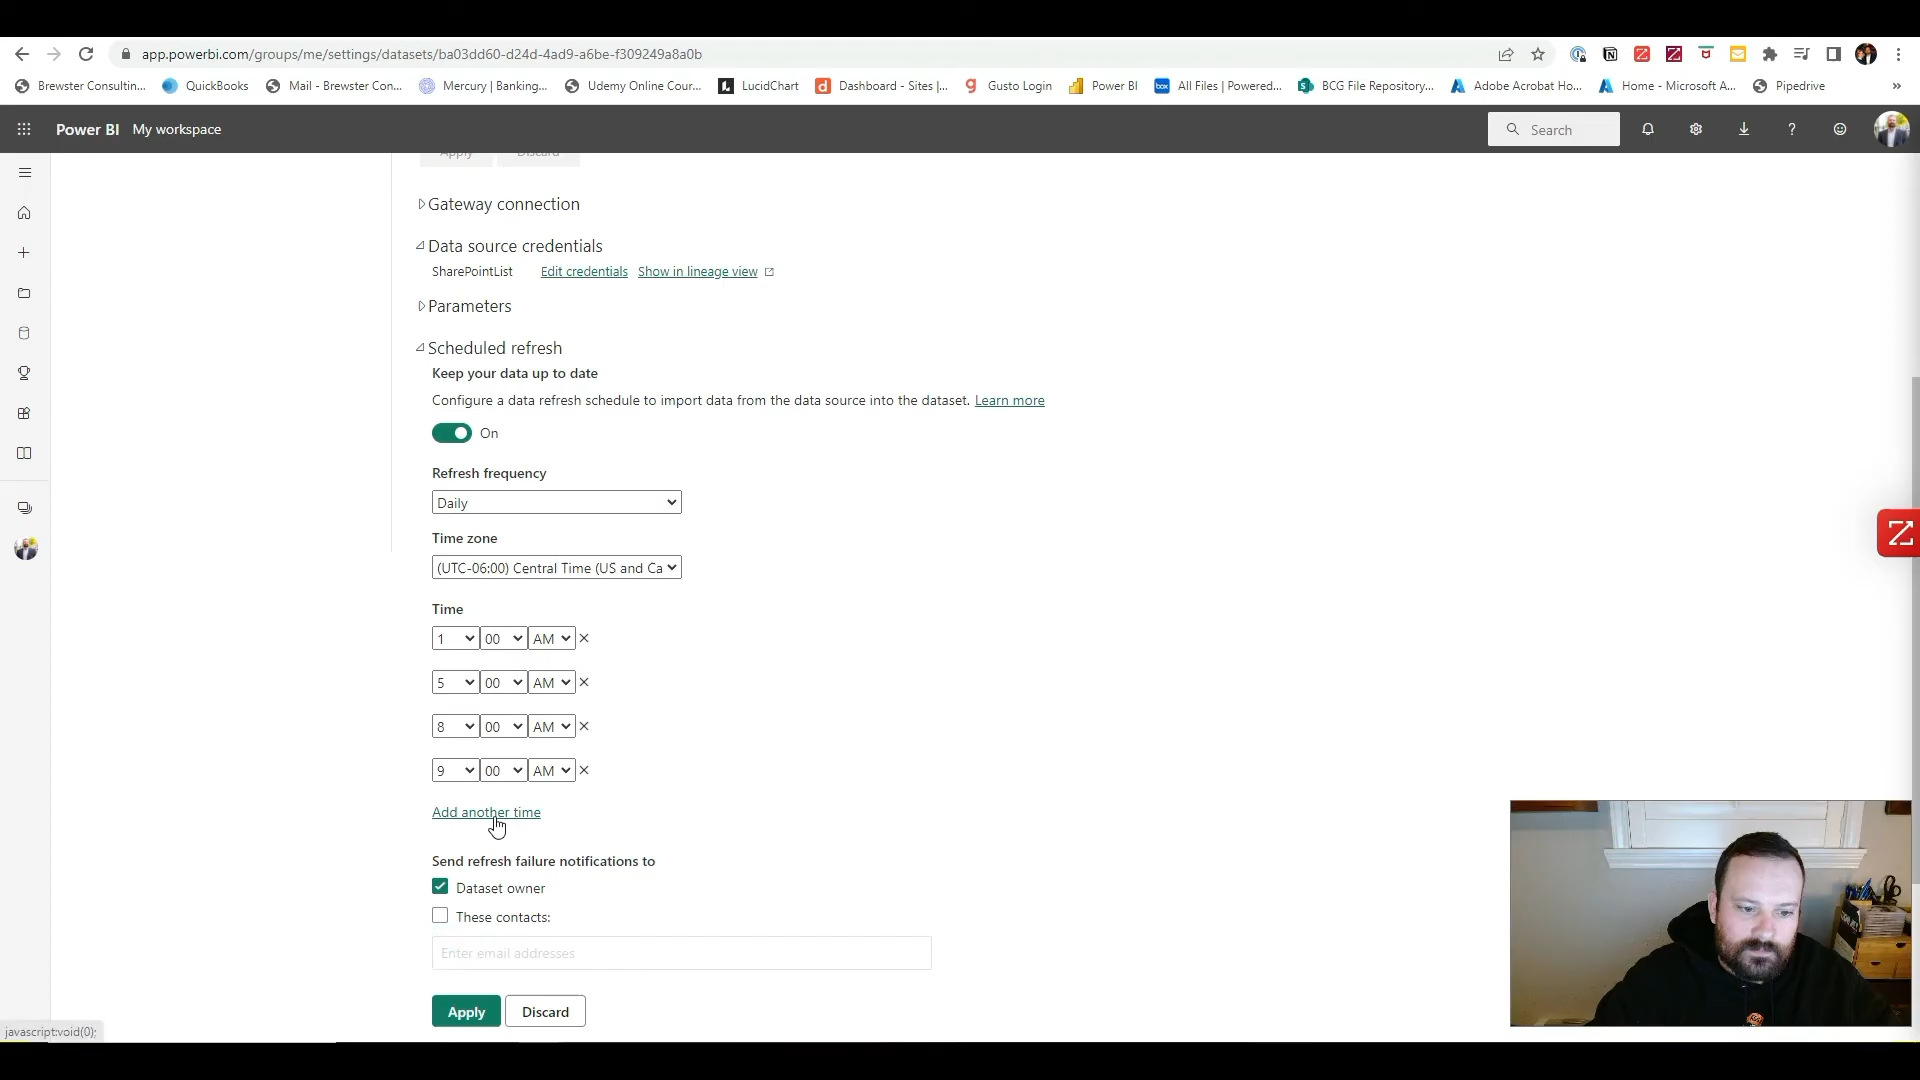 app.powerbi.com/groups/me/settings/datasets/ba03dd60-d24d-4ad9-a6be-f309249a8a0b
Brewster Consultin...
QuickBooks
Mail - Brewster Con...
Mercury | Banking...
Udemy Online Cour...
LucidChart
Dashboard - Sites |...
Gusto Login
Power BI
box
All Files | Powered...
BCG File Repository...
Adobe Acrobat Ho...
Home - Microsoft A...
Pipedrive
»
Power BI My workspace
Search
Apply Discard
Gateway connection
Data source credentials
SharePointList Edit credentials Show in lineage view
Parameters
Scheduled refresh
Keep your data up to date
Configure a data refresh schedule to import data from the data source into the dataset. Learn more
On
Refresh frequency
Daily
Time zone
(UTC-06:00) Central Time (US and Ca
Time
1 00 AM
5 00 AM
8 00 AM
9 00 AM
Add another time
Send refresh failure notifications to
Dataset owner
These contacts:
Enter email addresses
Apply Discard
javascript:void(0);